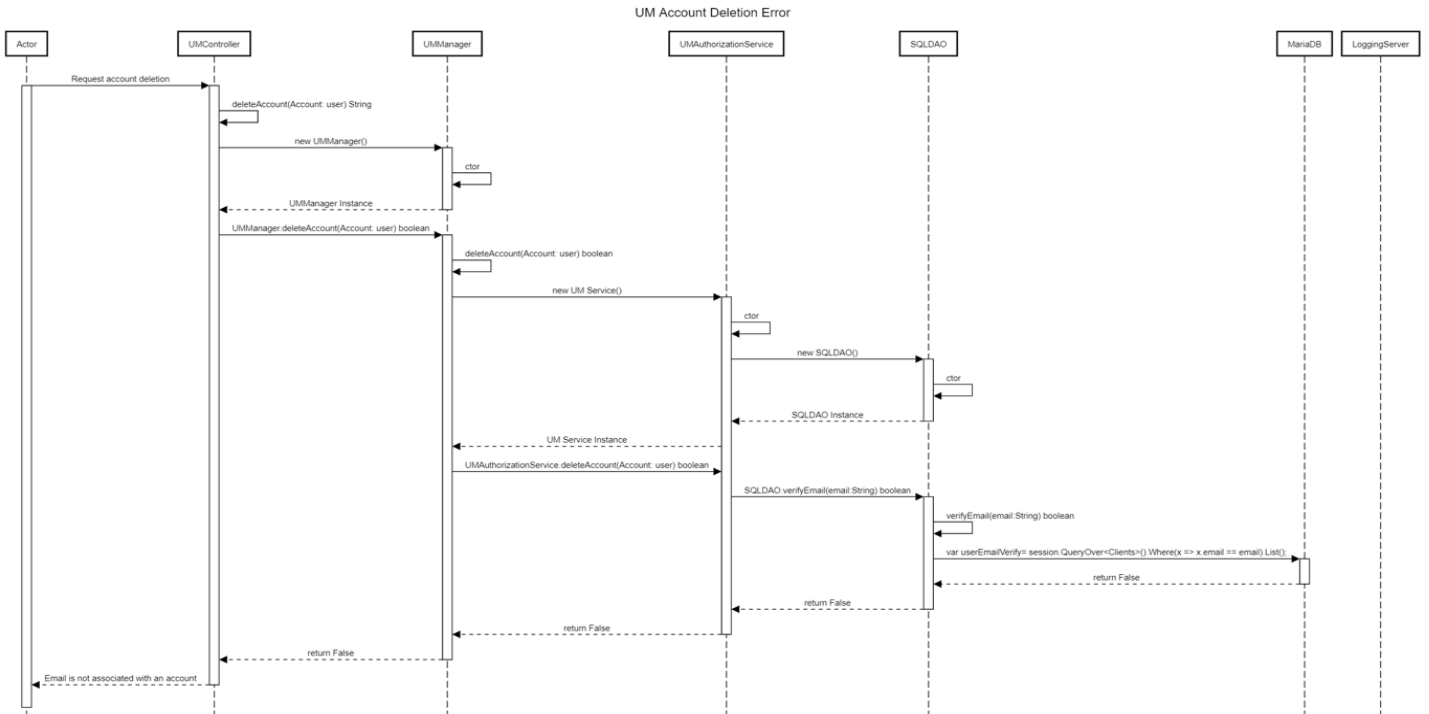 UM Account Deletion Error
Actor
UMController
UMManager
UMAuthorizationService
SQLDAO
MariaDB
LoggingServer
Request account deletion
deleteAccount(Account: user) String
new UMManager()
ctor
UMManager Instance
UMManager.deleteAccount(Account: user) boolean
deleteAccount(Account: user) boolean
new UM Service()
ctor
new SQLDAO()
ctor
SQLDAO Instance
UM Service Instance
UMAuthorizationService.deleteAccount(Account: user) boolean
SQLDAO.verifyEmail(email:String) boolean
verifyEmail(email:String) boolean
var userEmailVerify= session.QueryOver<Clients>().Where(x => x.email == email).List();
return False
return False
return False
return False
Email is not associated with an account